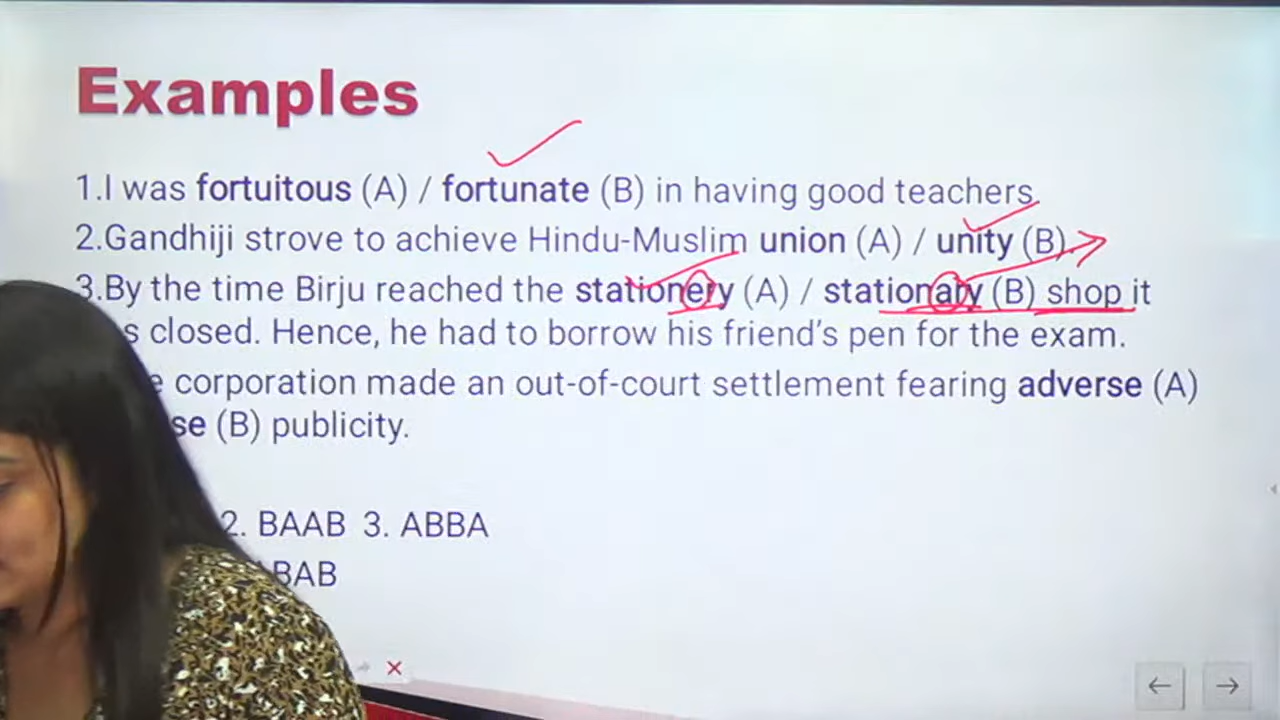 Examples
1.I was fortuitous (A) / fortunate (B) in having good teachers.
2.Gandhiji strove to achieve Hindu-Muslim union (A) / unity (B).
3.By the time Birju reached the stationery (A) / stationary (B) shop it
closed. Hence, he had to borrow his friend's pen for the exam.
corporation made an out-of-court settlement fearing adverse (A)
(B) publicity.
2. BAAB 3. ABBA